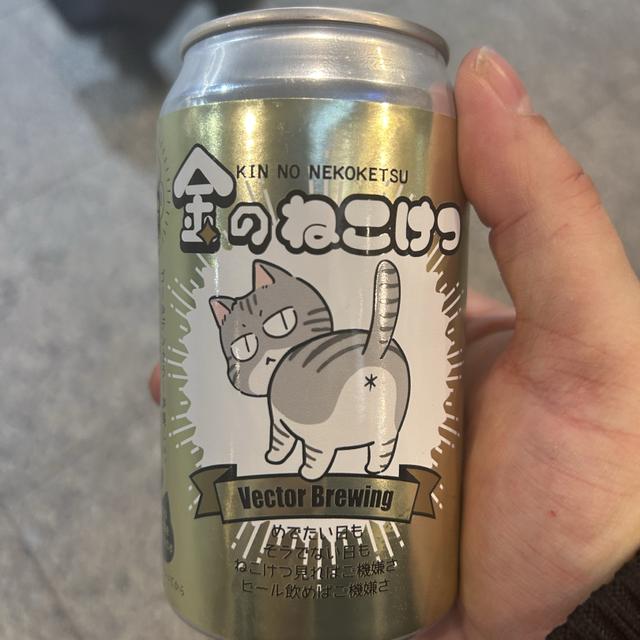 KIN NO NEKOKETSU
金のねこけつ
Vector Brewing
めでたい日も
そうでない日も
ねこけつ見ればご機嫌さ
ビール飲めばご機嫌さ